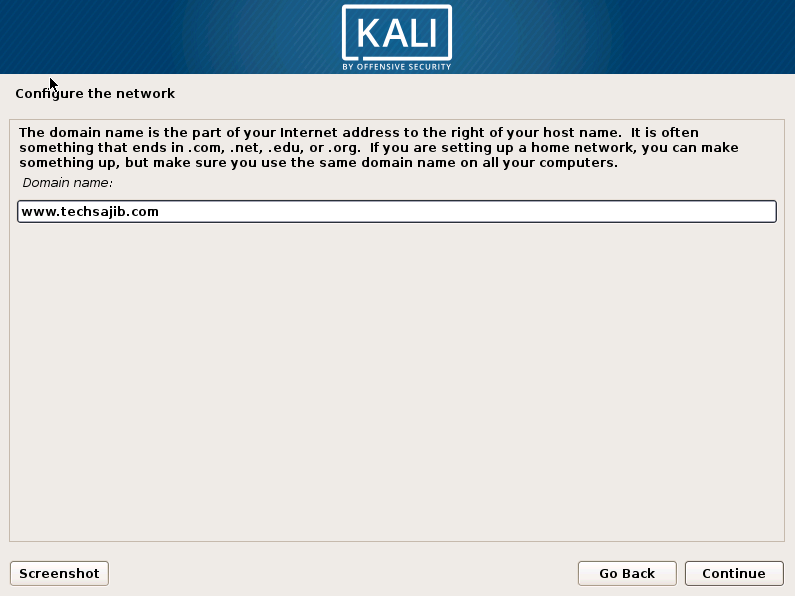 KALI
BY OFFENSIVE SECURITY
Configure the network
The domain name is the part of your Internet address to the right of your host name.  It is often
something that ends in .com, .net, .edu, or .org.  If you are setting up a home network, you can make
something up, but make sure you use the same domain name on all your computers.
Domain name:
www.techsajib.com
Screenshot
Go Back
Continue